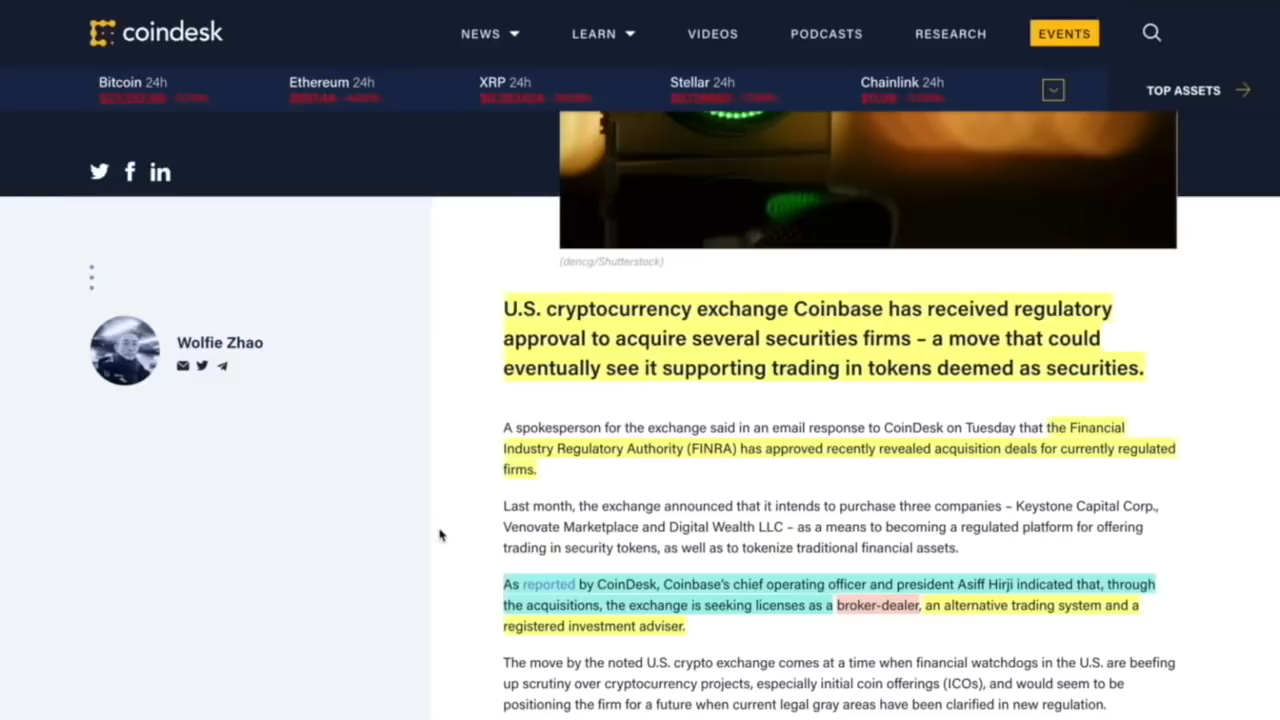 coindesk
NEWS LEARN VIDEOS PODCASTS RESEARCH EVENTS
Bitcoin 24h Ethereum 24h XRP 24h Stellar 24h Chainlink 24h
TOP ASSETS
(dencg/Shutterstock)
Wolfie Zhao
U.S. cryptocurrency exchange Coinbase has received regulatory
approval to acquire several securities firms – a move that could
eventually see it supporting trading in tokens deemed as securities.
A spokesperson for the exchange said in an email response to CoinDesk on Tuesday that the Financial
Industry Regulatory Authority (FINRA) has approved recently revealed acquisition deals for currently regulated
firms.
Last month, the exchange announced that it intends to purchase three companies – Keystone Capital Corp.,
Venovate Marketplace and Digital Wealth LLC – as a means to becoming a regulated platform for offering
trading in security tokens, as well as to tokenize traditional financial assets.
As reported by CoinDesk, Coinbase's chief operating officer and president Asiff Hirji indicated that, through
the acquisitions, the exchange is seeking licenses as a broker-dealer, an alternative trading system and a
registered investment adviser.
The move by the noted U.S. crypto exchange comes at a time when financial watchdogs in the U.S. are beefing
up scrutiny over cryptocurrency projects, especially initial coin offerings (ICOs), and would seem to be
positioning the firm for a future when current legal gray areas have been clarified in new regulation.